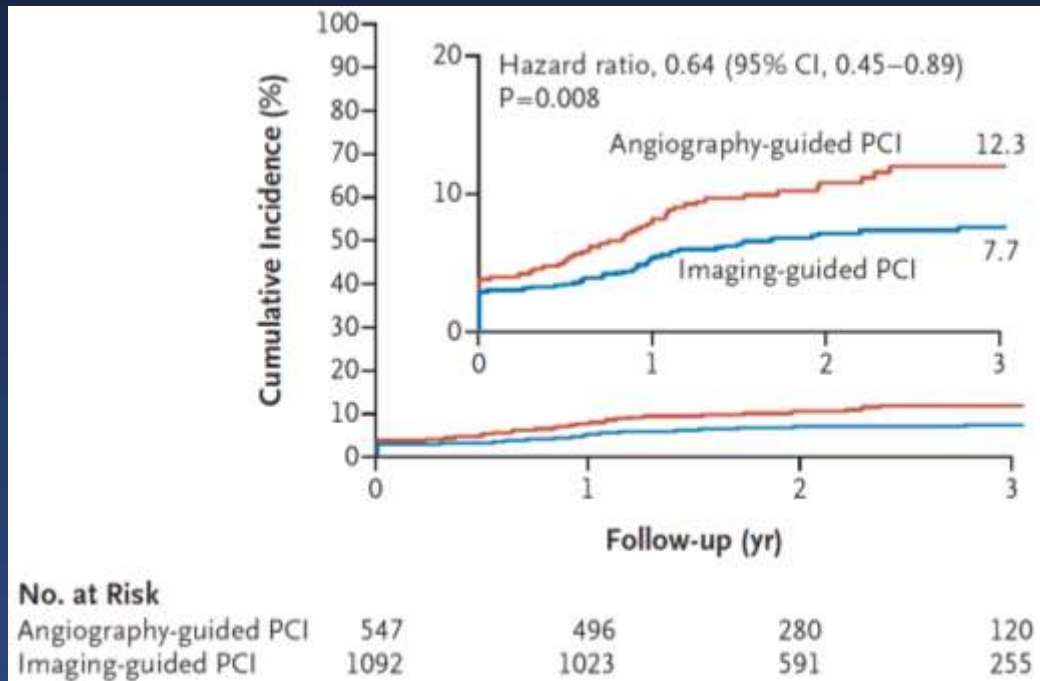 Cumulative Incidence (%)
100
90
80
70
60
50
40
30
20
10
0
20
10
0
Hazard ratio, 0.64 (95% CI, 0.45–0.89)
P=0.008
Angiography-guided PCI
12.3
Imaging-guided PCI
7.7
0 1 2 3
0 1 2 3
Follow-up (yr)
No. at Risk
Angiography-guided PCI 547 496 280 120
Imaging-guided PCI 1092 1023 591 255